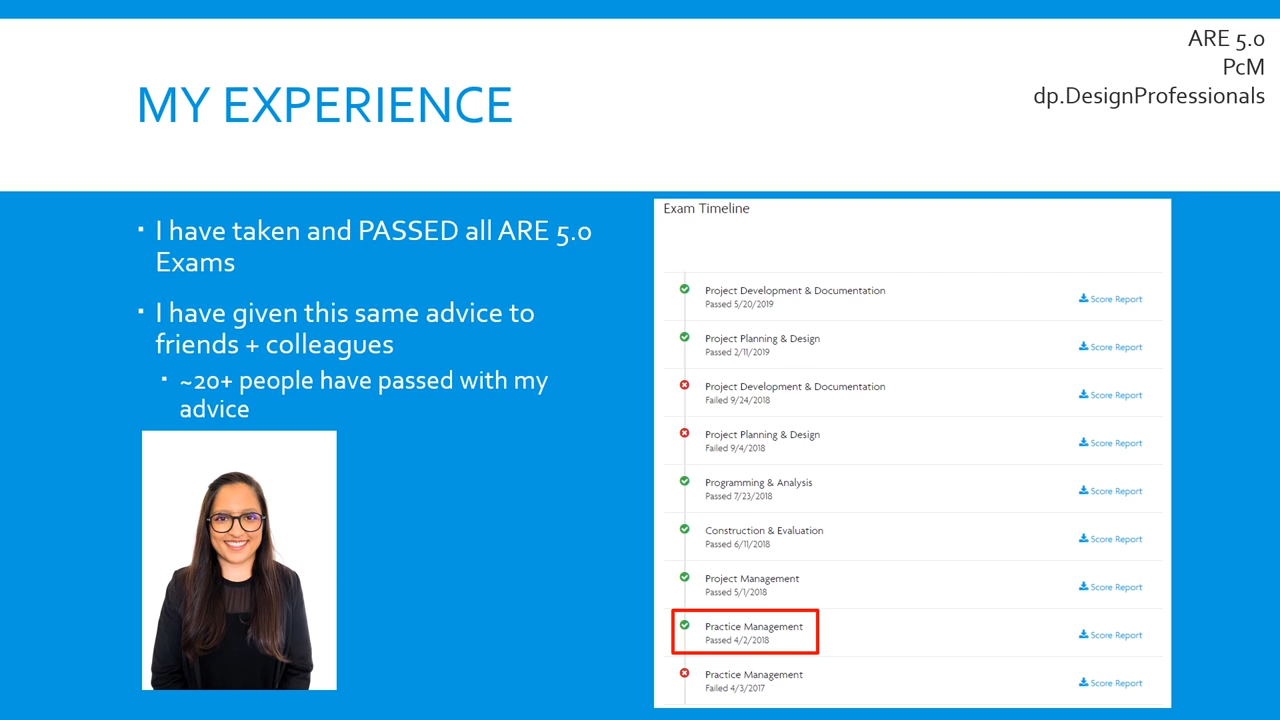 ARE 5.0
PcM
dp.DesignProfessionals
MY EXPERIENCE
▪ I have taken and PASSED all ARE 5.0
Exams
▪ I have given this same advice to
friends + colleagues
▪ ~20+ people have passed with my
advice
Exam Timeline
Project Development & Documentation
Passed 5/20/2019
Score Report
Project Planning & Design
Passed 2/11/2019
Score Report
Project Development & Documentation
Failed 9/24/2018
Score Report
Project Planning & Design
Failed 9/4/2018
Score Report
Programming & Analysis
Passed 7/23/2018
Score Report
Construction & Evaluation
Passed 6/11/2018
Score Report
Project Management
Passed 5/1/2018
Score Report
Practice Management
Passed 4/2/2018
Score Report
Practice Management
Failed 4/3/2017
Score Report